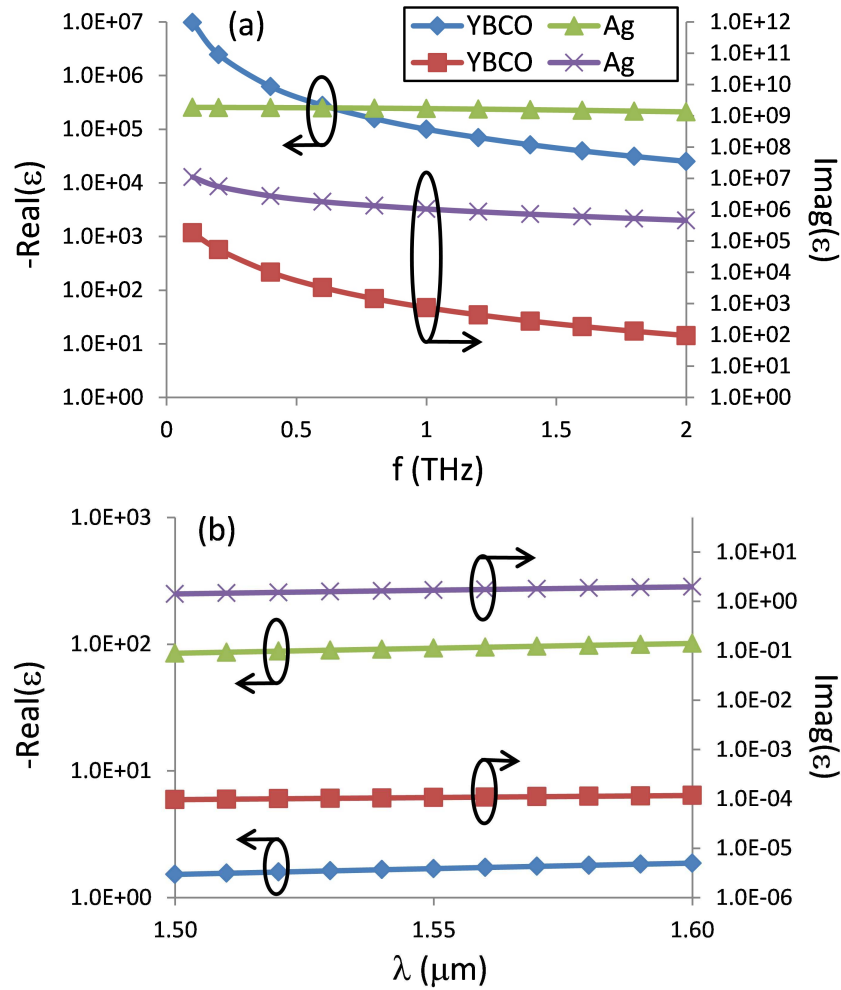 (a)
YBCO Ag
YBCO Ag
1.0E+07
1.0E+06
1.0E+05
1.0E+04
1.0E+03
1.0E+02
1.0E+01
1.0E+00
-Real(ε)
1.0E+12
1.0E+11
1.0E+10
1.0E+09
1.0E+08
1.0E+07
1.0E+06
1.0E+05
1.0E+04
1.0E+03
1.0E+02
1.0E+01
1.0E+00
Imag(ε)
0 0.5 1 1.5 2
f (THz)
(b)
1.0E+03
1.0E+02
1.0E+01
1.0E+00
-Real(ε)
1.0E+01
1.0E+00
1.0E-01
1.0E-02
1.0E-03
1.0E-04
1.0E-05
1.0E-06
Imag(ε)
1.50 1.55 1.60
λ (μm)